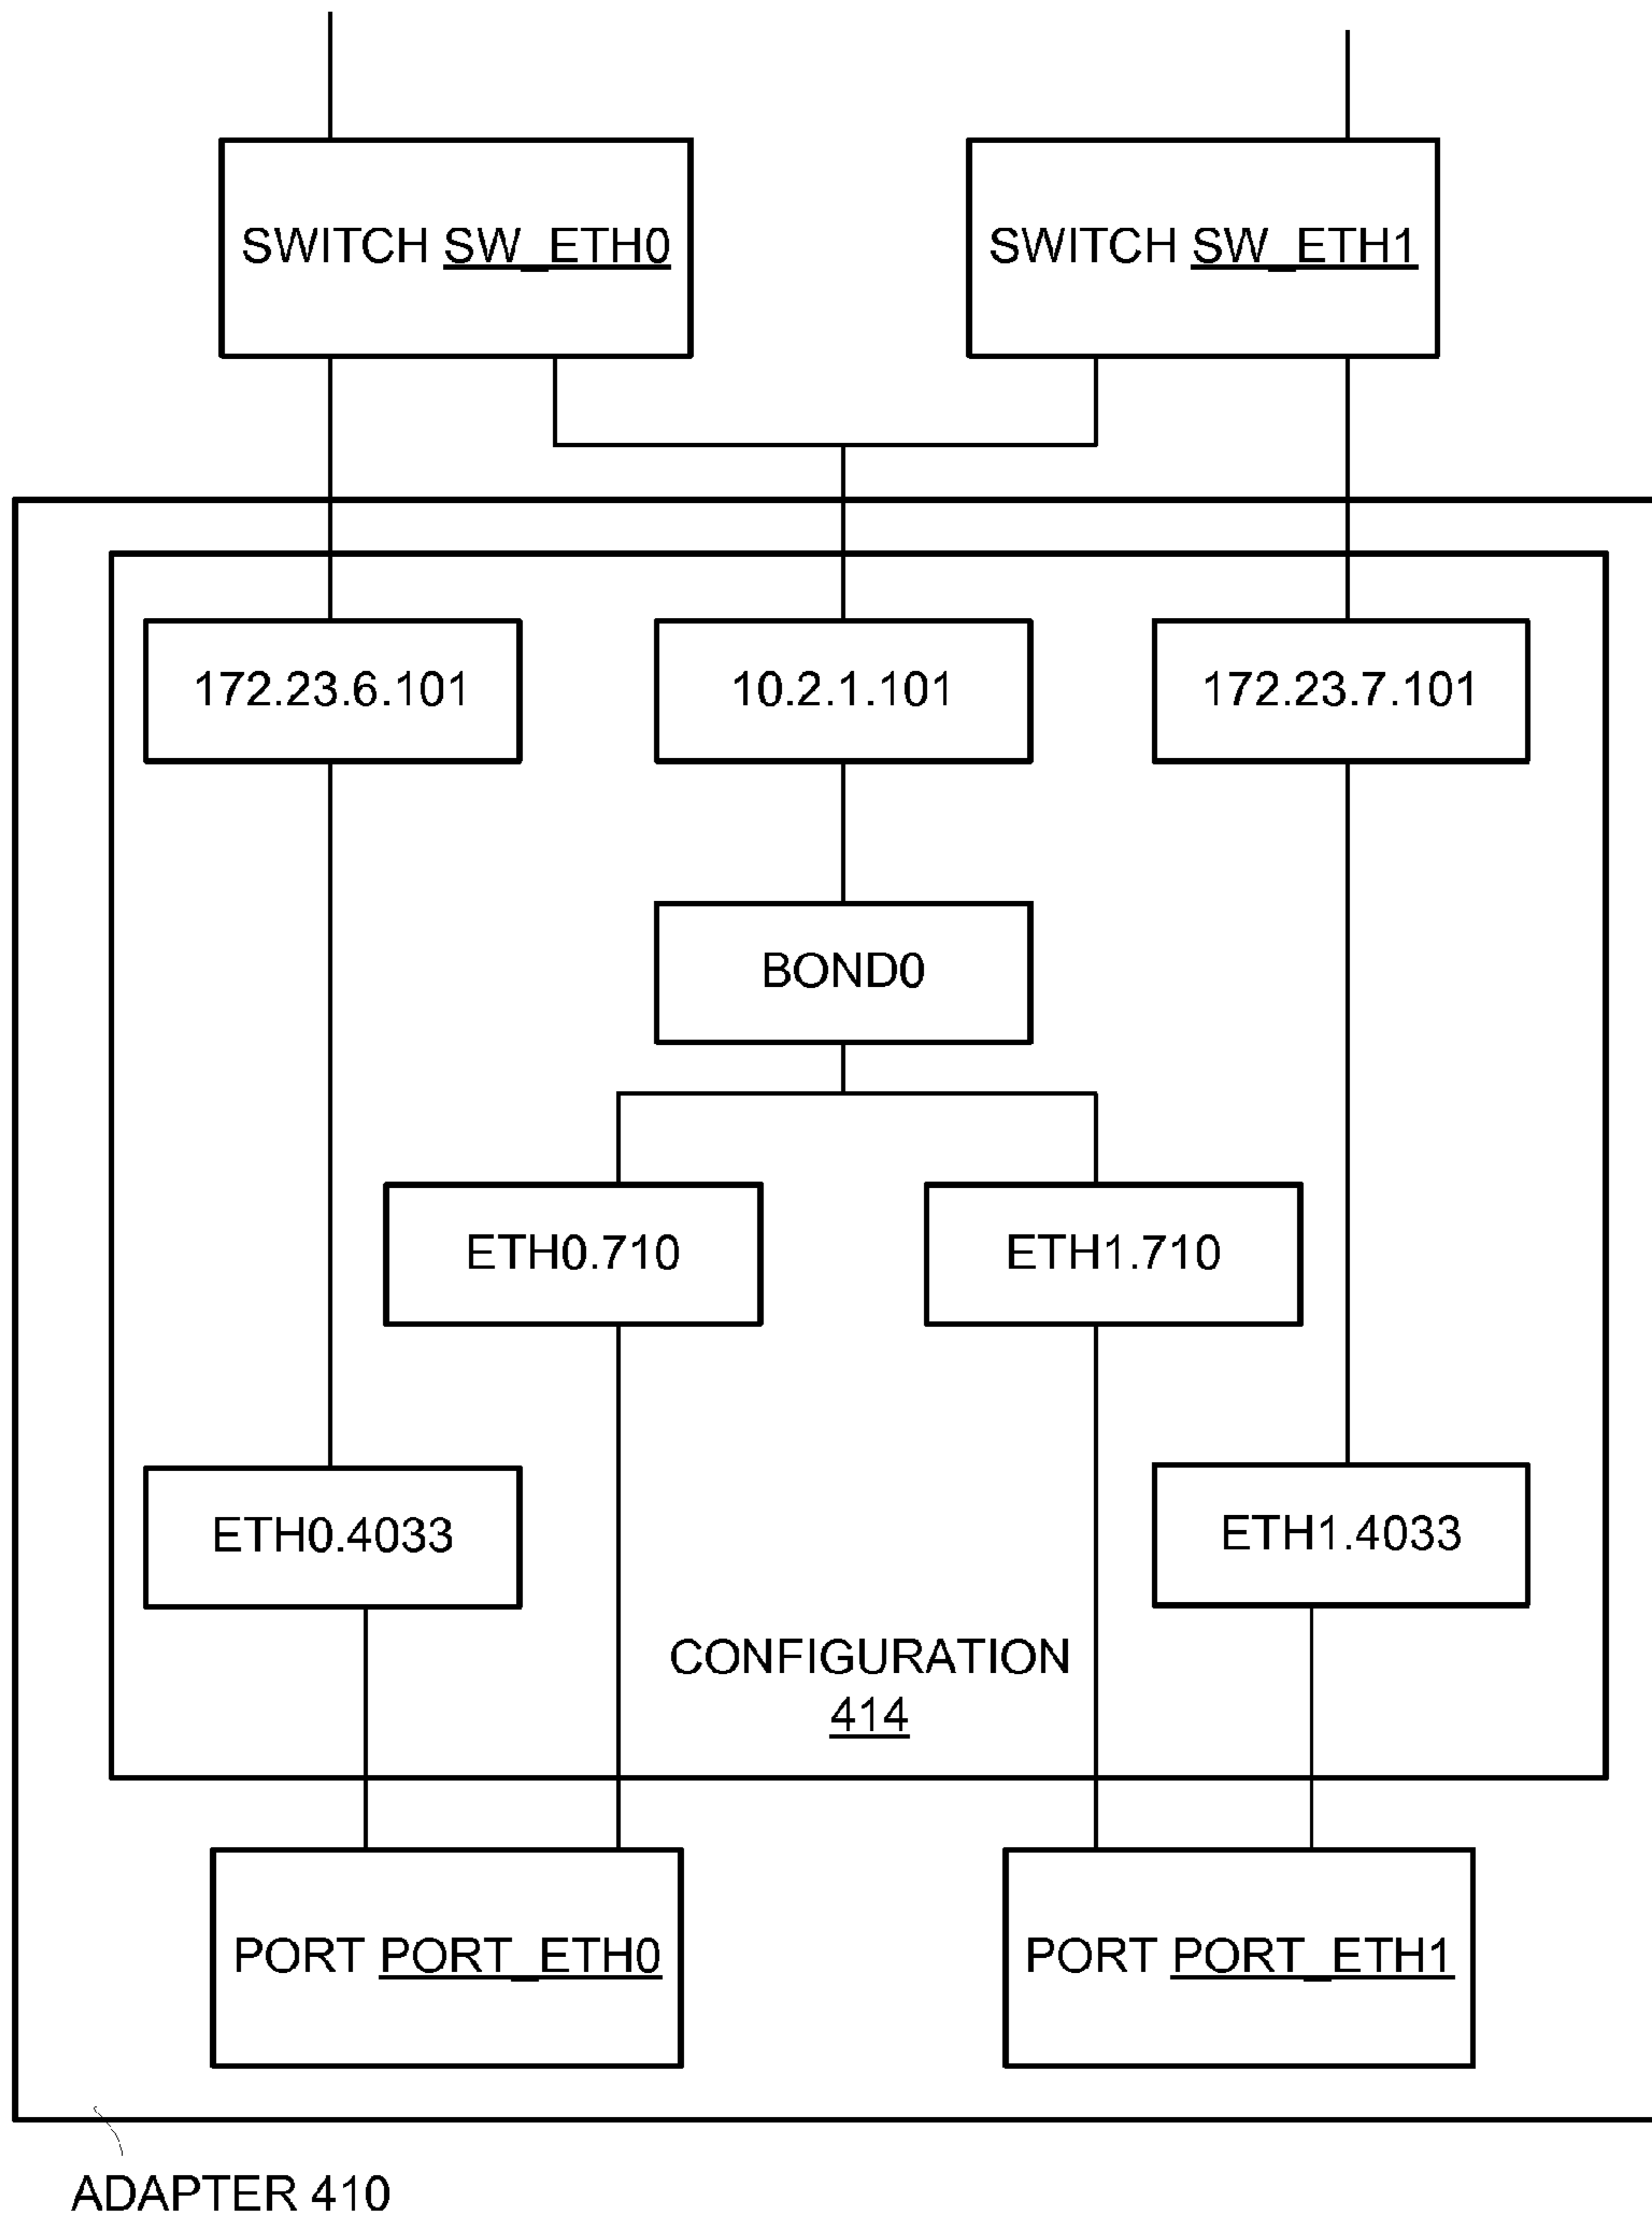 SWITCH SW_ETH0
SWITCH SW_ETH1
172.23.6.101
10.2.1.101
172.23.7.101
BOND0
ETH0.710
ETH1.710
ETH0.4033
ETH1.4033
CONFIGURATION
414
PORT PORT_ETH0
PORT PORT_ETH1
ADAPTER 410